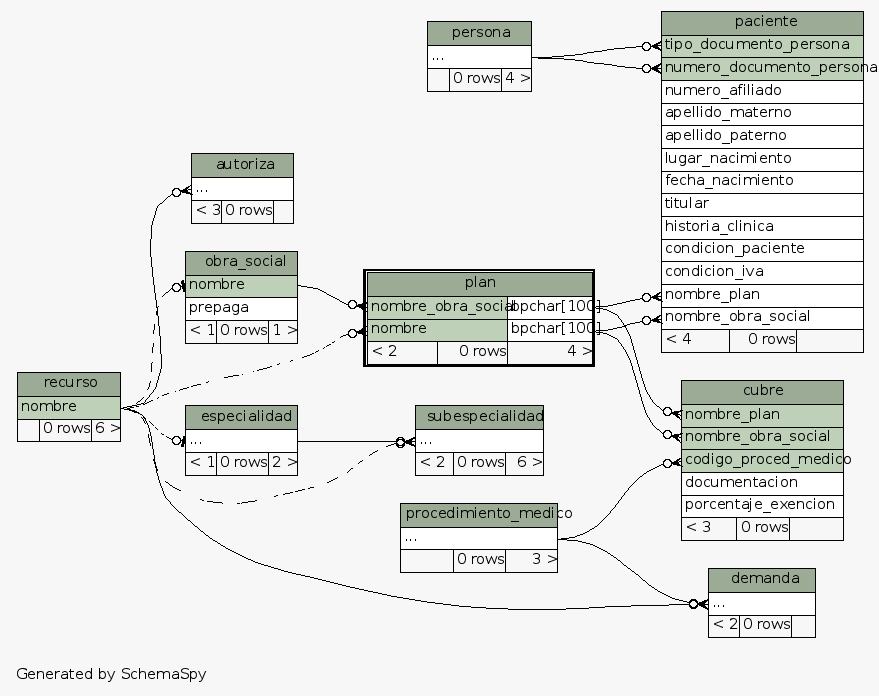 persona
...
0 rows 4 >
paciente
tipo_documento_persona
numero_documento_persona
numero_afiliado
apellido_materno
apellido_paterno
lugar_nacimiento
fecha_nacimiento
titular
historia_clinica
condicion_paciente
condicion_iva
nombre_plan
nombre_obra_social
< 4 0 rows
autoriza
...
< 3 0 rows
obra_social
nombre
prepaga
< 1 0 rows 1 >
plan
nombre_obra_social bpchar[100]
nombre bpchar[100]
< 2 0 rows 4 >
recurso
nombre
0 rows 6 >
especialidad
...
< 1 0 rows 2 >
subespecialidad
...
< 2 0 rows 6 >
cubre
nombre_plan
nombre_obra_social
codigo_proced_medico
documentacion
porcentaje_exencion
< 3 0 rows
procedimiento_medico
...
0 rows 3 >
demanda
...
< 2 0 rows
Generated by SchemaSpy